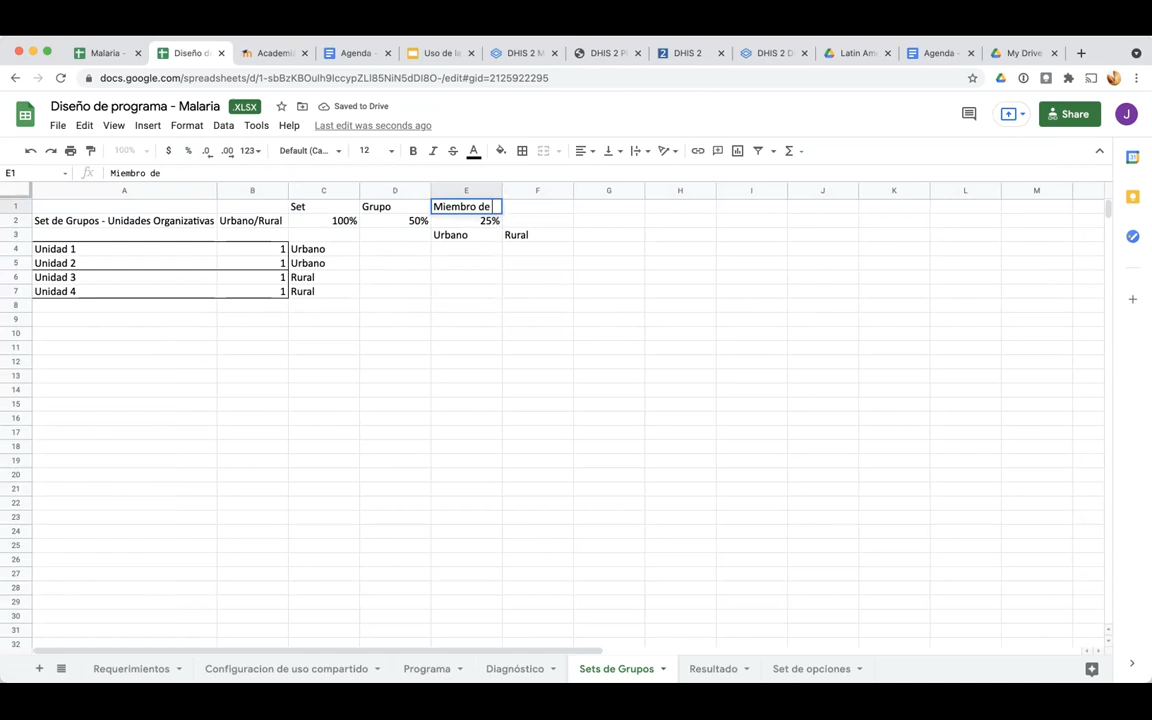 Malaria -
Diseño de
Academia
Agenda -
Uso de la
DHIS 2 M
DHIS 2 Pl
DHIS 2
DHIS 2 D
Latin Am
Agenda -
My Drive
docs.google.com/spreadsheets/d/1-sbBzKBOulh9IccypZLl85NiN5dDI8O-/edit#gid=2125922295
Diseño de programa - Malaria .XLSX Saved to Drive
Share
J
File Edit View Insert Format Data Tools Help Last edit was seconds ago
100% $ % .0 .00 123 Default (Ca... 12 B I S A
E1 fx Miembro de
A B C D E F G H I J K L M
1 Set Grupo Miembro de
2 Set de Grupos - Unidades Organizativas Urbano/Rural 100% 50% 25%
3 Urbano Rural
4 Unidad 1 1 Urbano
5 Unidad 2 1 Urbano
6 Unidad 3 1 Rural
7 Unidad 4 1 Rural
8
9
10
11
12
13
14
15
16
17
18
19
20
21
22
23
24
25
26
27
28
29
30
31
32
Requerimientos Configuracion de uso compartido Programa Diagnóstico Sets de Grupos Resultado Set de opciones